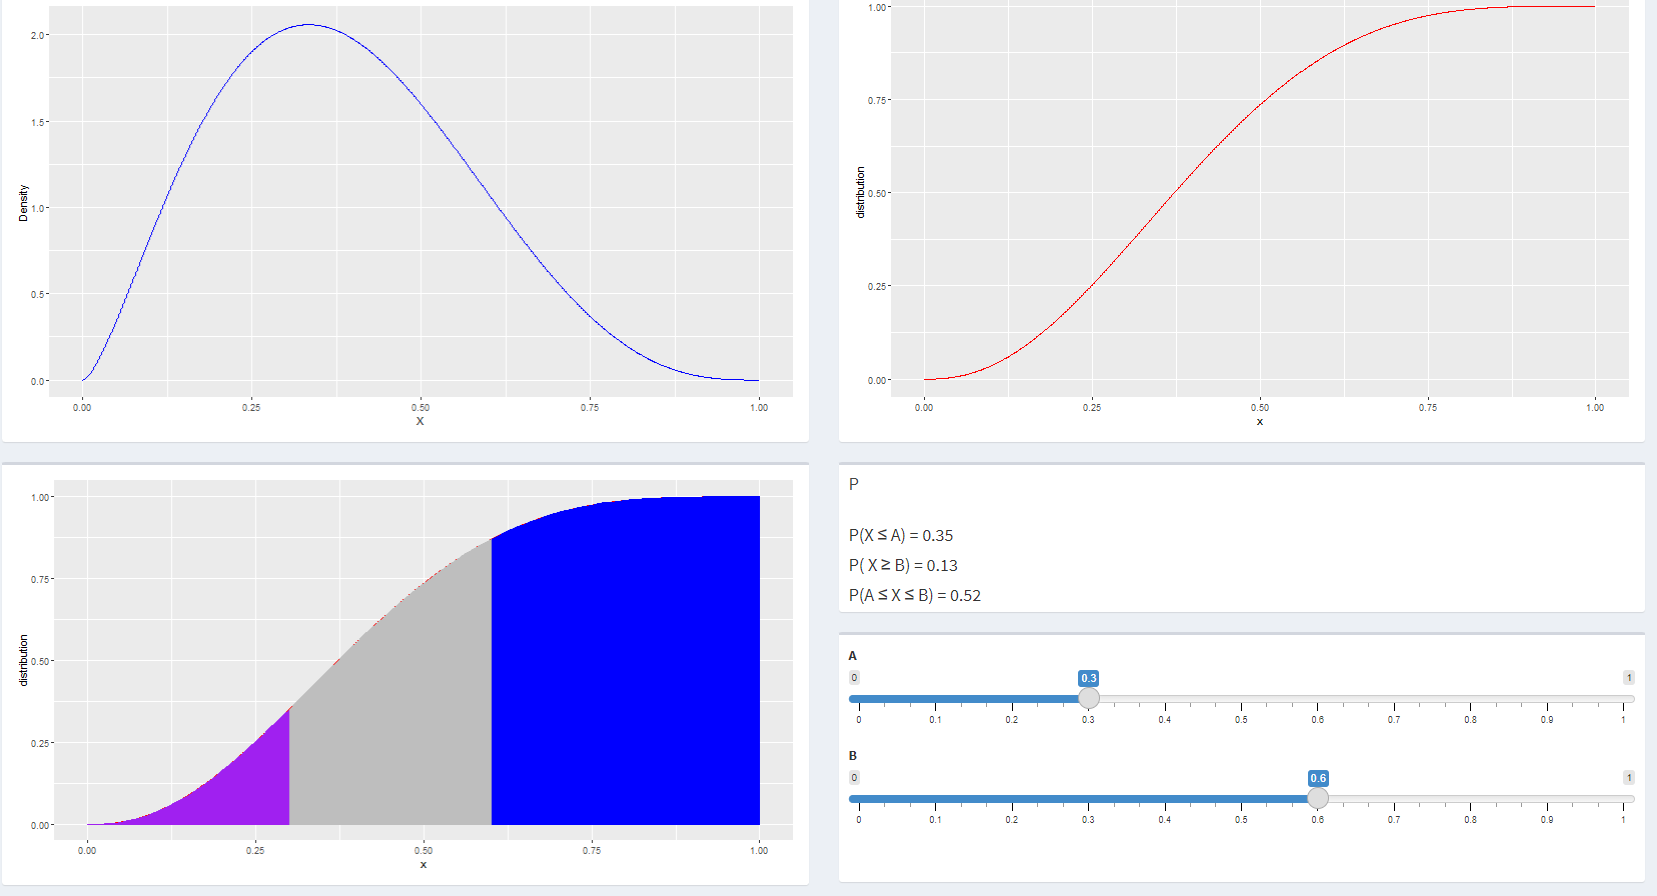 2.0
1.5
1.0
0.5
0.0
Density
0.00 0.25 0.50 0.75 1.00
X
1.00
0.75
0.50
0.25
0.00
distribution
0.00 0.25 0.50 0.75 1.00
x
1.00
0.75
0.50
0.25
0.00
distribution
0.00 0.25 0.50 0.75 1.00
x
P
P(X ≤ A) = 0.35
P( X ≥ B) = 0.13
P(A ≤ X ≤ B) = 0.52
A
0 0.3 1
0 0.1 0.2 0.3 0.4 0.5 0.6 0.7 0.8 0.9 1
B
0 0.6 1
0 0.1 0.2 0.3 0.4 0.5 0.6 0.7 0.8 0.9 1